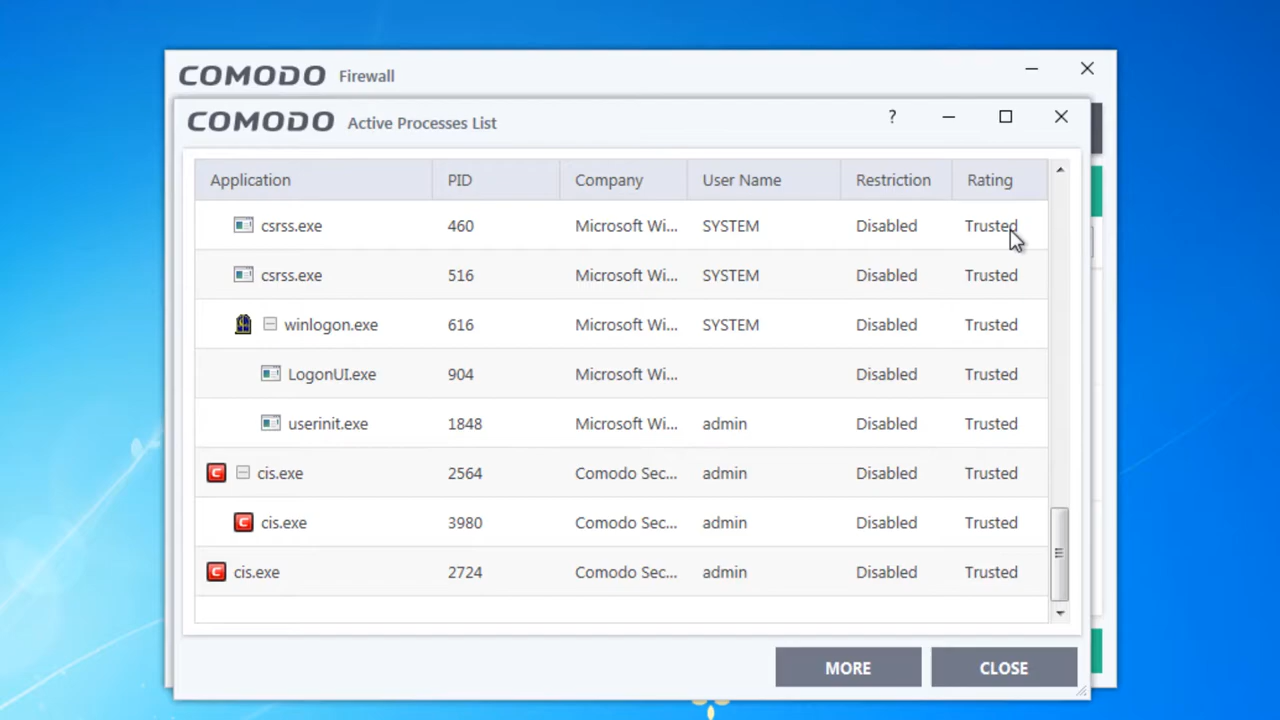 COMODO Firewall
COMODO Active Processes List
?
Application PID Company User Name Restriction Rating
csrss.exe 460 Microsoft Wi... SYSTEM Disabled Trusted
csrss.exe 516 Microsoft Wi... SYSTEM Disabled Trusted
winlogon.exe 616 Microsoft Wi... SYSTEM Disabled Trusted
LogonUI.exe 904 Microsoft Wi... Disabled Trusted
userinit.exe 1848 Microsoft Wi... admin Disabled Trusted
C cis.exe 2564 Comodo Sec... admin Disabled Trusted
C cis.exe 3980 Comodo Sec... admin Disabled Trusted
C cis.exe 2724 Comodo Sec... admin Disabled Trusted
MORE CLOSE